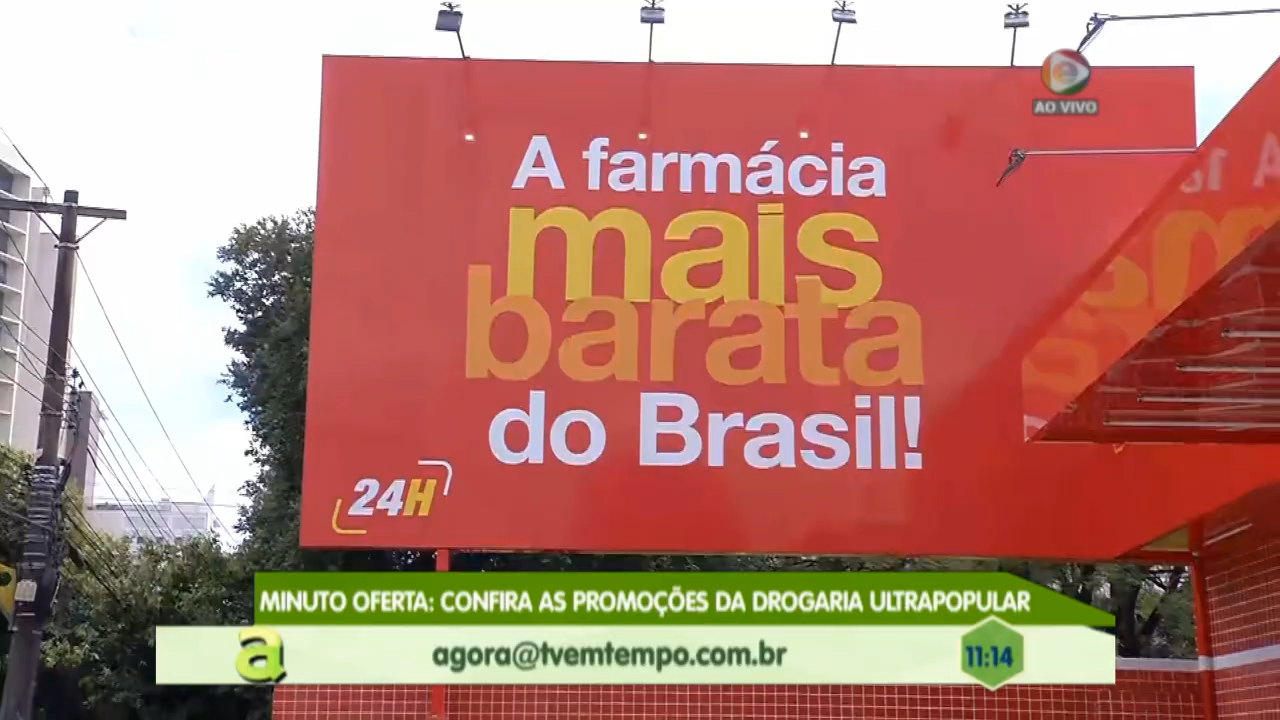 AO VIVO
A farmácia
mais
barata
do Brasil!
24H
MINUTO OFERTA: CONFIRA AS PROMOÇÕES DA DROGARIA ULTRAPOPULAR
a agora@tvemtempo.com.br 11:14